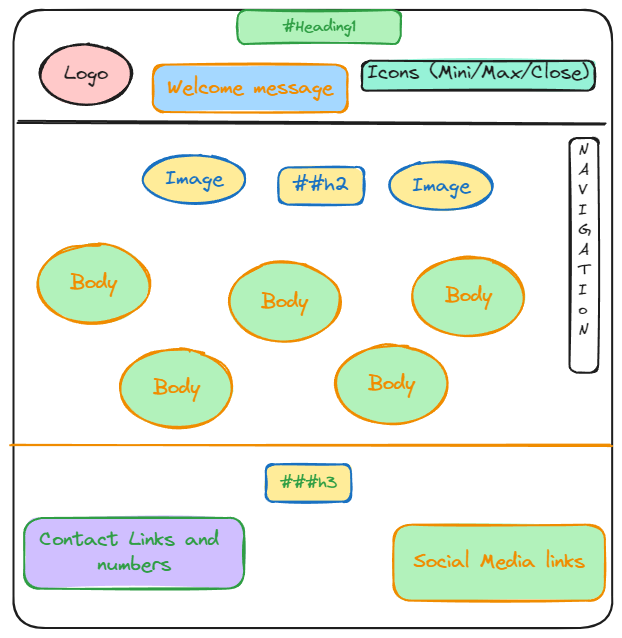 #Heading1
Logo
Welcome message
Icons (Mini/Max/Close)
Image
##h2
Image
N
A
V
I
G
A
T
I
o
N
Body
Body
Body
Body
Body
###h3
Contact Links and
numbers
Social Media links